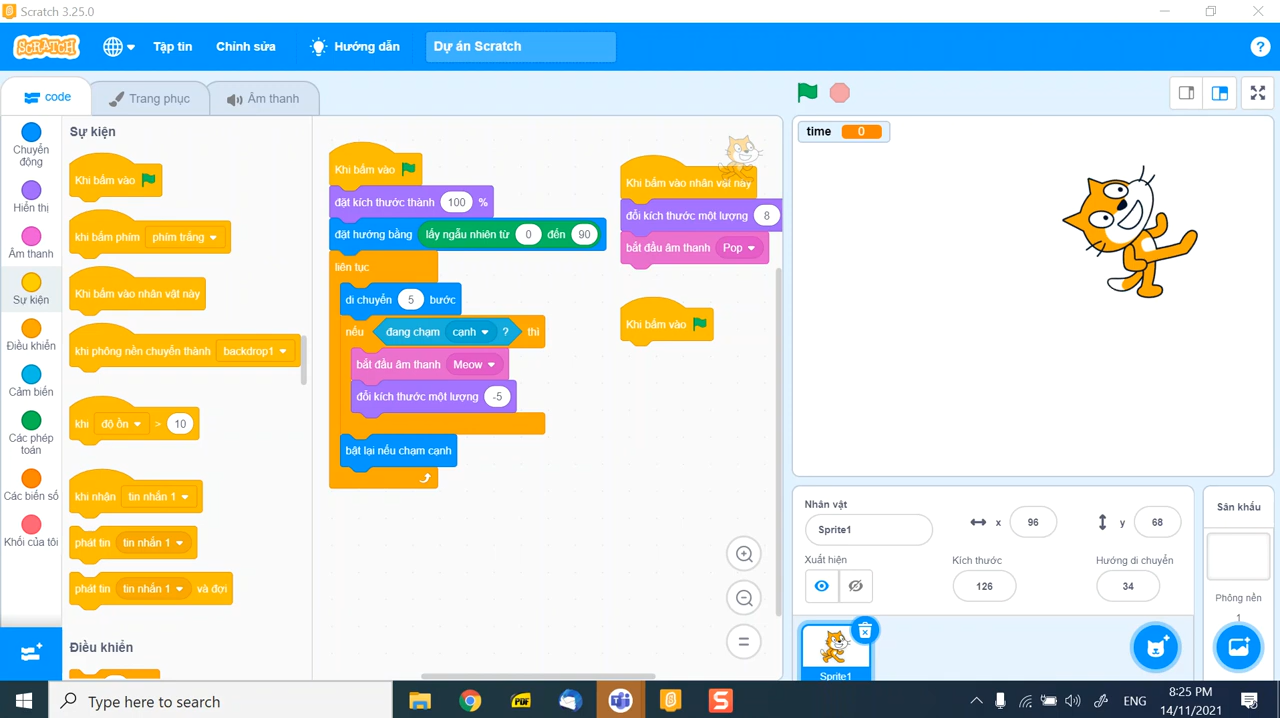 Scratch 3.25.0
SCRATCH
Tập tin
Chỉnh sửa
Hướng dẫn
Dự án Scratch
?
code
Trang phục
Âm thanh
Chuyển động
Hiển thị
Âm thanh
Sự kiện
Điều khiển
Cảm biến
Các phép toán
Các biến số
Khối của tôi
Sự kiện
Khi bấm vào
khi bấm phím phím trắng
Khi bấm vào nhân vật này
khi phông nền chuyển thành backdrop1
khi độ ồn > 10
khi nhận tin nhắn 1
phát tin tin nhắn 1
phát tin tin nhắn 1 và đợi
Điều khiển
Khi bấm vào
đặt kích thước thành 100 %
đặt hướng bằng lấy ngẫu nhiên từ 0 đến 90
liên tục
di chuyển 5 bước
nếu đang chạm cạnh ? thì
bắt đầu âm thanh Meow
đổi kích thước một lượng -5
bật lại nếu chạm cạnh
Khi bấm vào nhân vật này
đổi kích thước một lượng 8
bắt đầu âm thanh Pop
Khi bấm vào
time 0
Nhân vật
Sprite1
x 96
y 68
Xuất hiện
Kích thước
126
Hướng di chuyển
34
Sprite1
Sân khấu
Phông nền
1
Type here to search
PDF
S
ENG
8:25 PM
14/11/2021